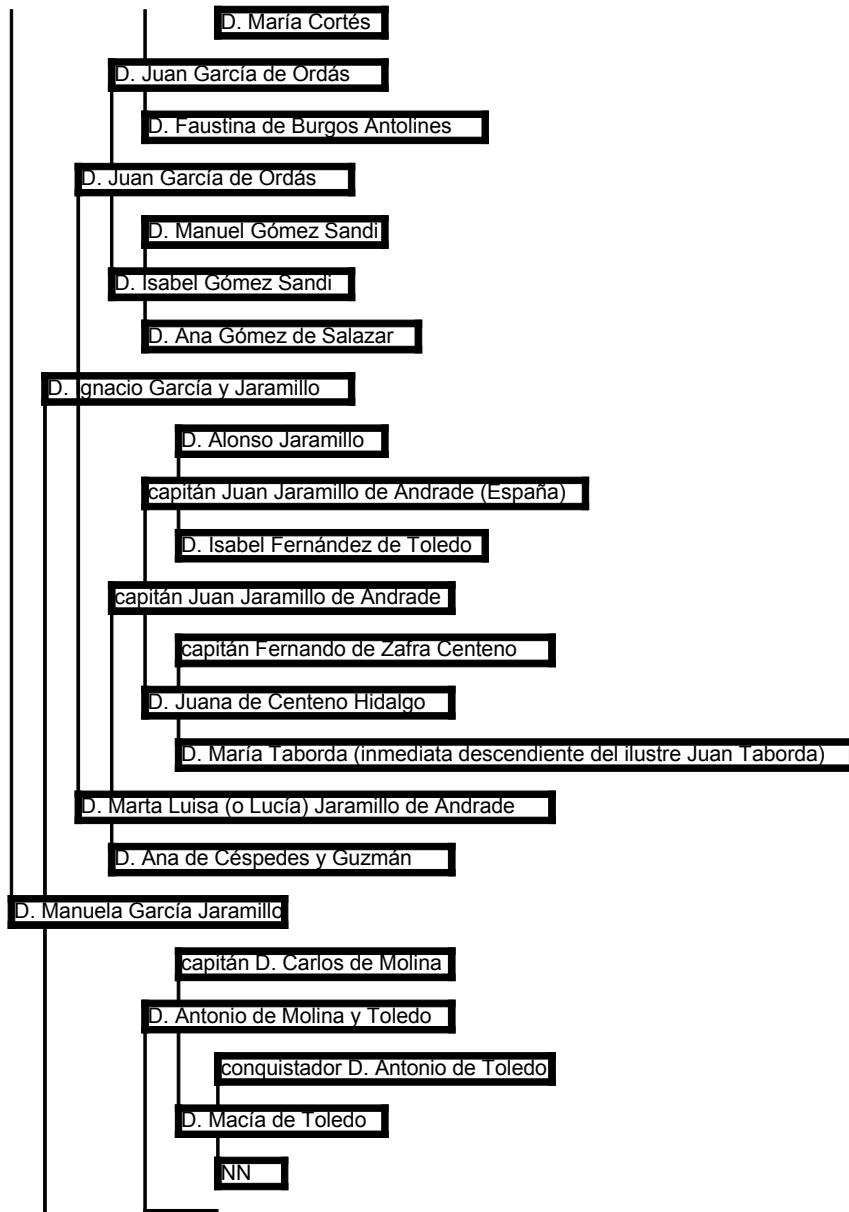 D. María Cortés
D. Juan García de Ordás
D. Faustina de Burgos Antolines
D. Juan García de Ordás
D. Manuel Gómez Sandi
D. Isabel Gómez Sandi
D. Ana Gómez de Salazar
D. Ignacio García y Jaramillo
D. Alonso Jaramillo
capitán Juan Jaramillo de Andrade (España)
D. Isabel Fernández de Toledo
capitán Juan Jaramillo de Andrade
capitán Fernando de Zafra Centeno
D. Juana de Centeno Hidalgo
D. María Taborda (inmediata descendiente del ilustre Juan Taborda)
D. Marta Luisa (o Lucía) Jaramillo de Andrade
D. Ana de Céspedes y Guzmán
D. Manuela García Jaramillo
capitán D. Carlos de Molina
D. Antonio de Molina y Toledo
conquistador D. Antonio de Toledo
D. Macía de Toledo
NN